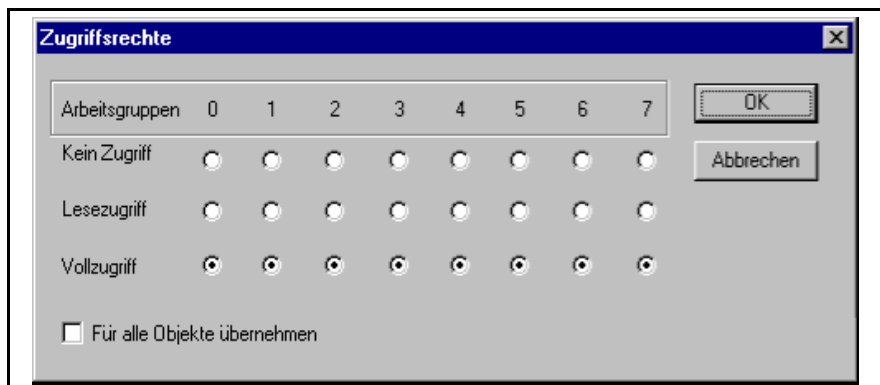 Zugriffsrechte
Arbeitsgruppen 0 1 2 3 4 5 6 7
OK
Kein Zugriff
Abbrechen
Lesezugriff
Vollzugriff
Für alle Objekte übernehmen